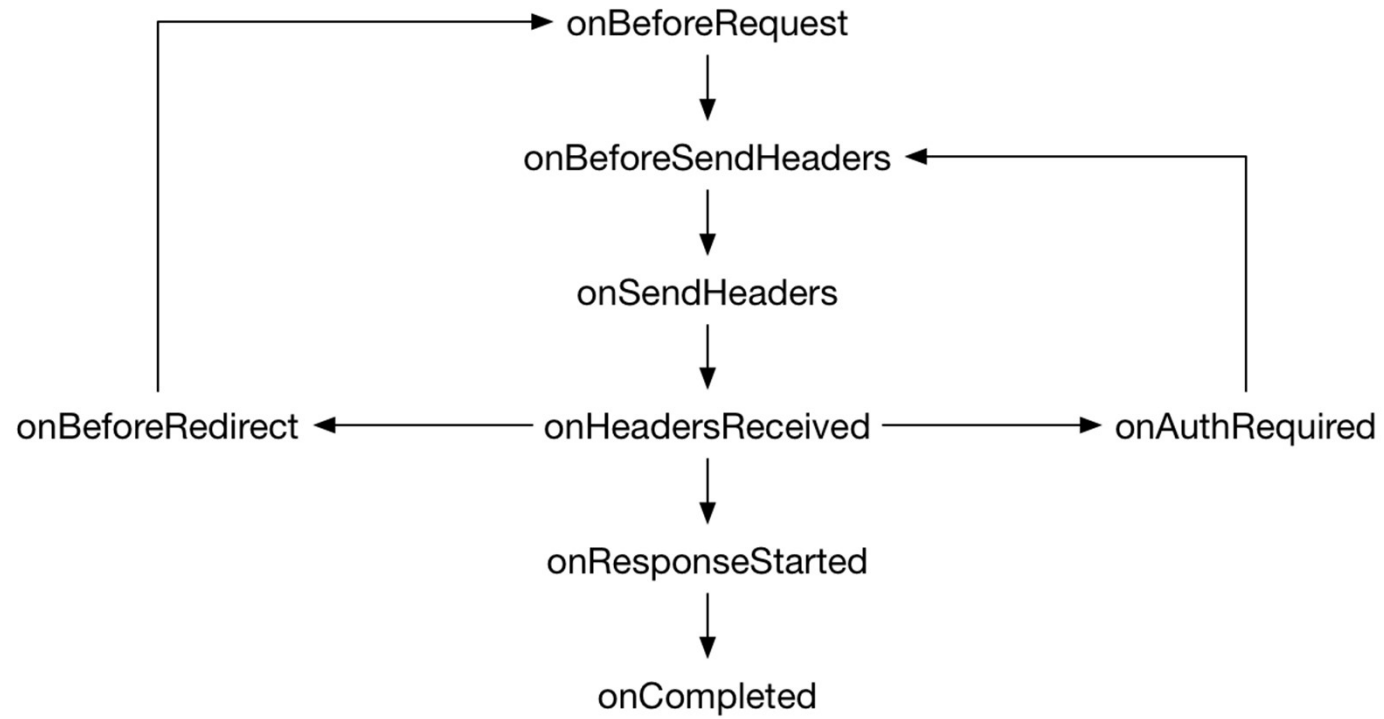 onBeforeRequest
onBeforeSendHeaders
onSendHeaders
onBeforeRedirect
onHeadersReceived
onAuthRequired
onResponseStarted
onCompleted